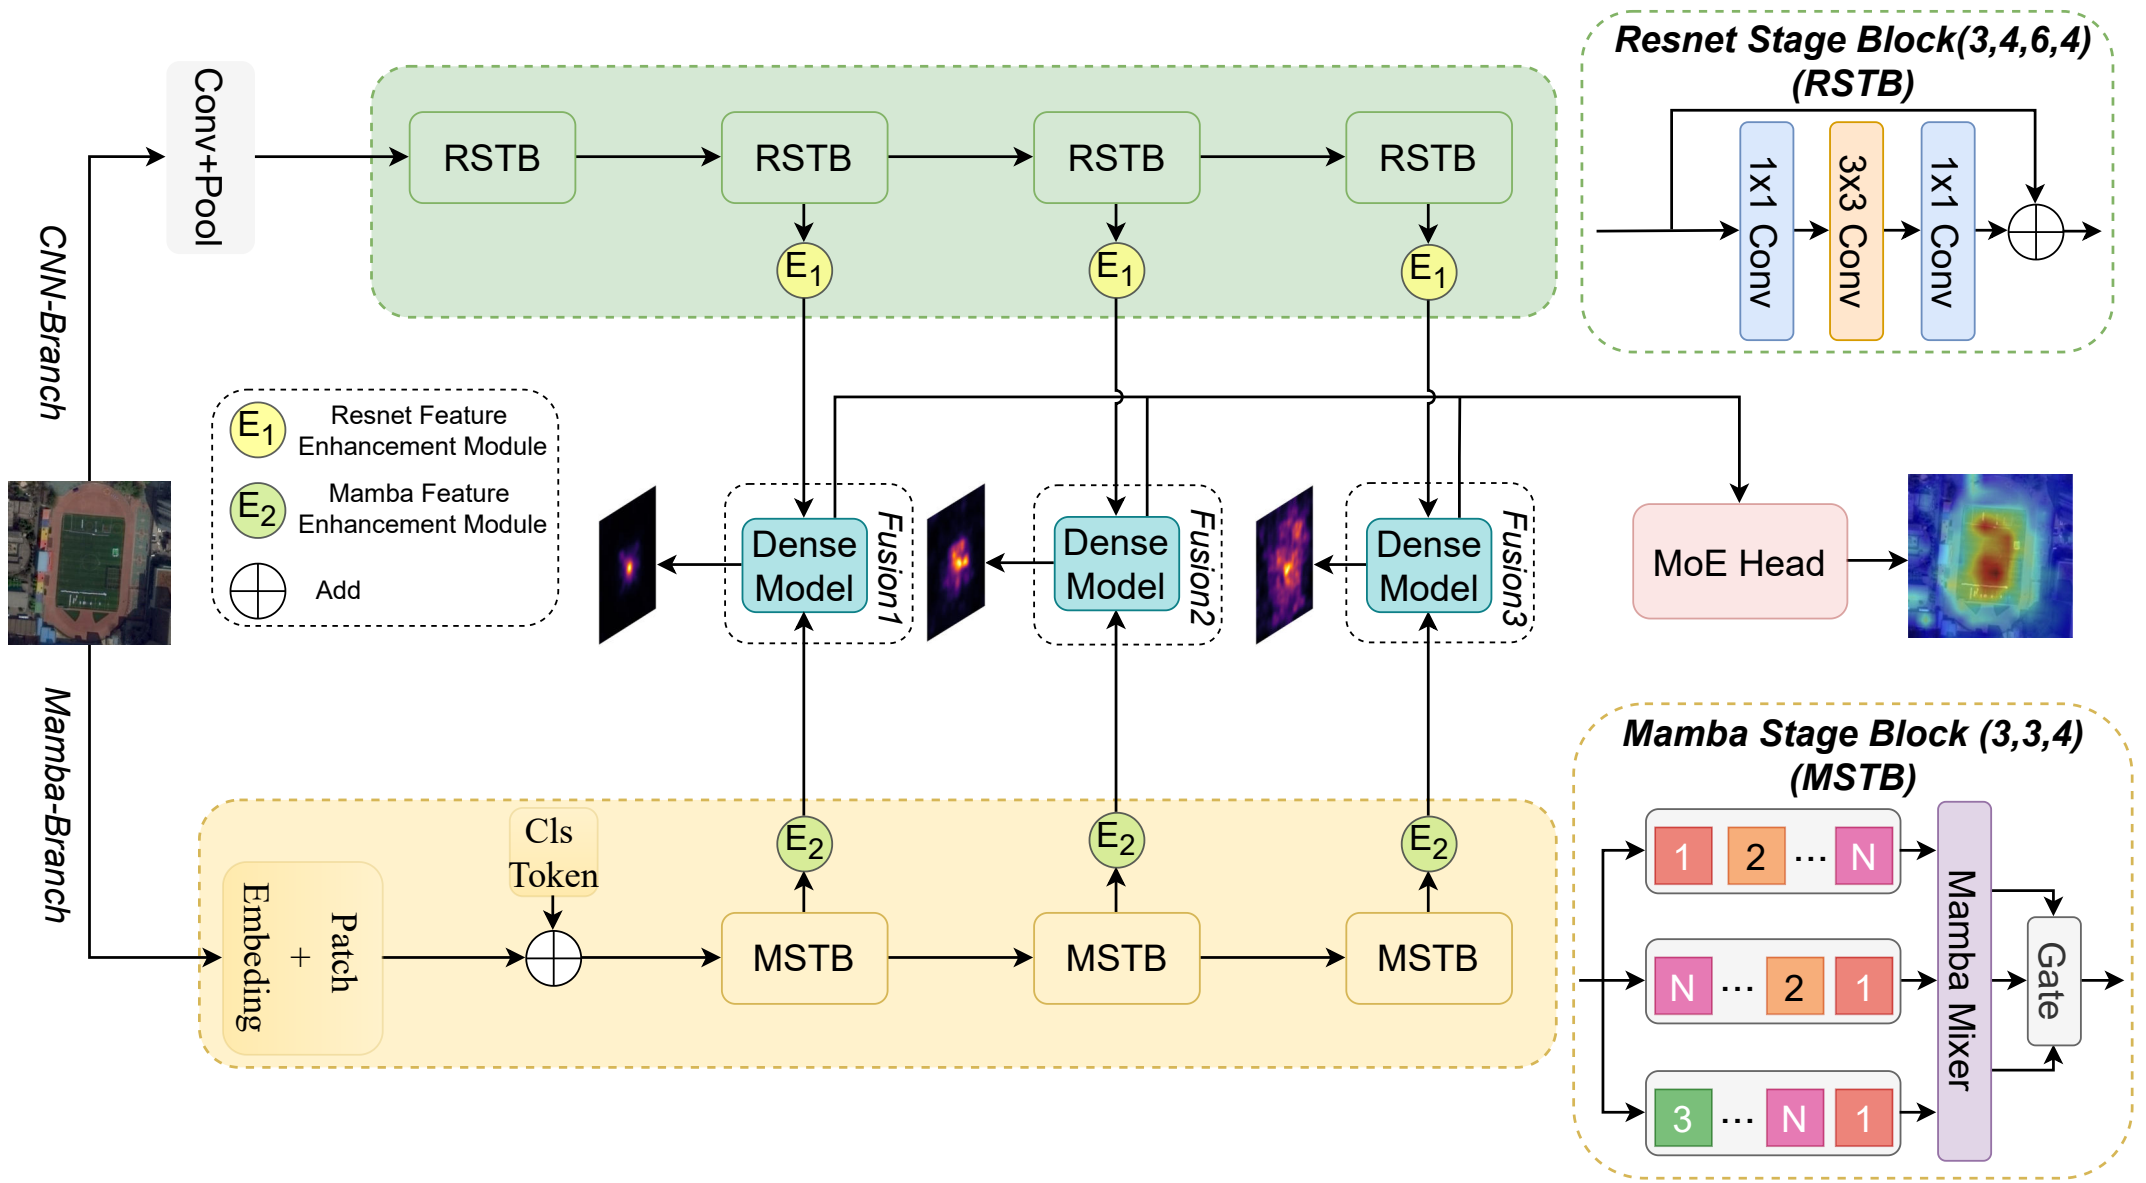 Resnet Stage Block(3,4,6,4)
(RSTB)
Conv+Pool
RSTB
RSTB
RSTB
RSTB
1x1 Conv
3x3 Conv
1x1 Conv
CNN-Branch
E1
E1
E1
E1
Resnet Feature
Enhancement Module
E2
Mamba Feature
Enhancement Module
Add
Dense
Model
Fusion1
Dense
Model
Fusion2
Dense
Model
Fusion3
MoE Head
Mamba-Branch
Mamba Stage Block (3,3,4)
(MSTB)
Cls
Token
E2
E2
E2
Patch
+
Embeding
MSTB
MSTB
MSTB
1 2 ... N
N ... 2 1
3 ... N 1
Mamba Mixer
Gate